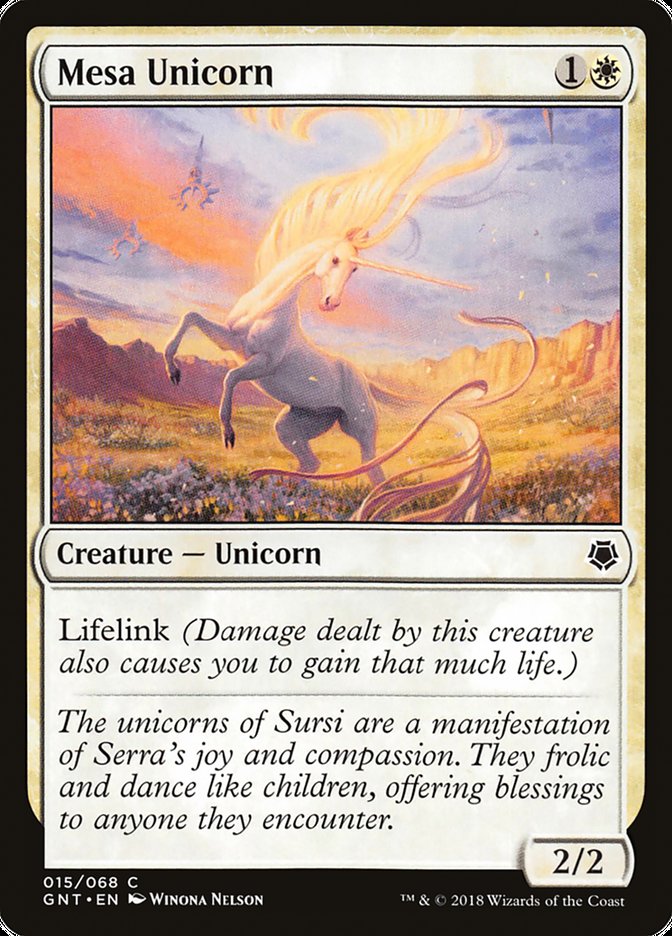 Mesa Unicorn
1
Creature — Unicorn
Lifelink (Damage dealt by this creature
also causes you to gain that much life.)
The unicorns of Sursi are a manifestation
of Serra's joy and compassion. They frolic
and dance like children, offering blessings
to anyone they encounter.
2/2
015/068 C
GNT • EN Winona Nelson
™ & © 2018 Wizards of the Coast